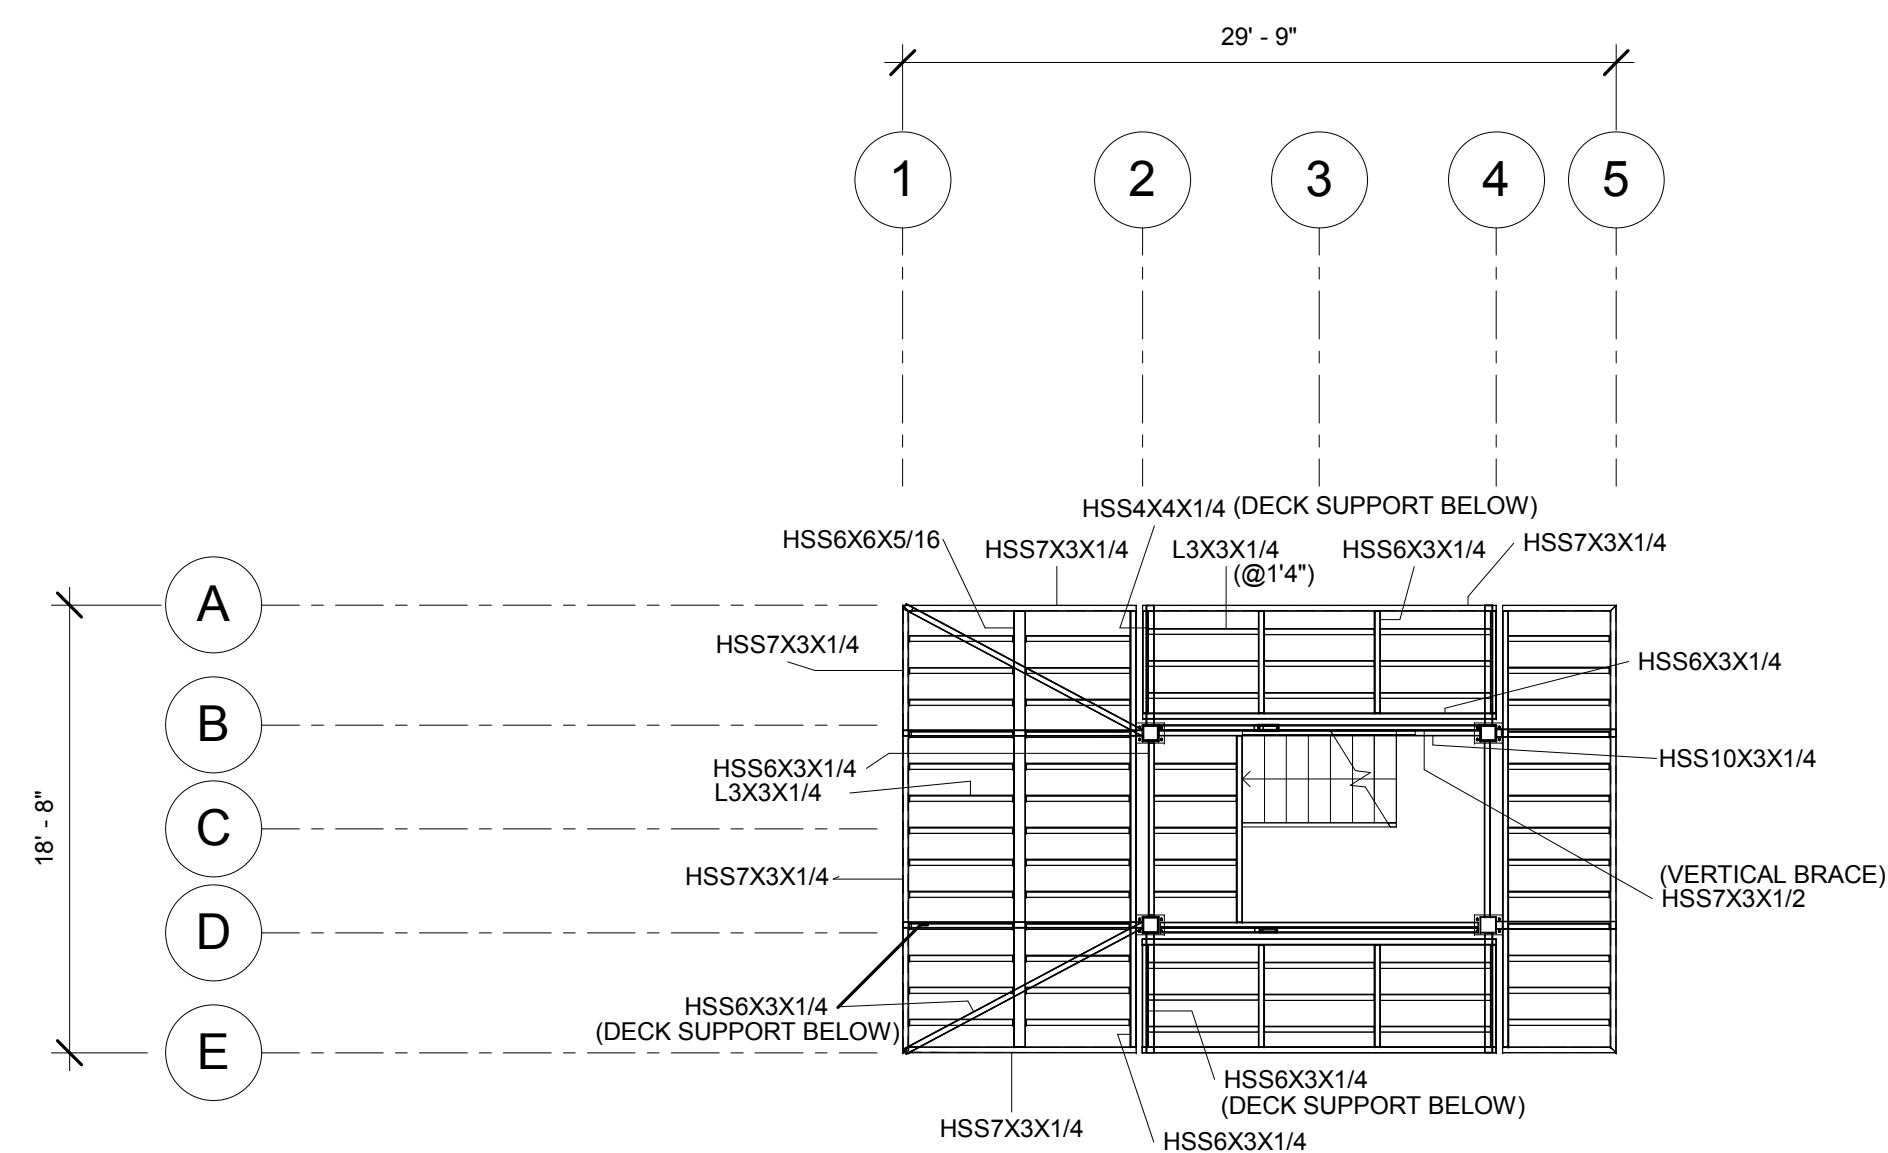 29' - 9"
1
2
3
4
5
HSS4X4X1/4 (DECK SUPPORT BELOW)
HSS6X6X5/16
HSS7X3X1/4
L3X3X1/4
(@1'4")
HSS6X3X1/4
HSS7X3X1/4
A
HSS7X3X1/4
HSS6X3X1/4
B
HSS6X3X1/4
L3X3X1/4
HSS10X3X1/4
C
18' - 8"
HSS7X3X1/4
(VERTICAL BRACE)
HSS7X3X1/2
D
HSS6X3X1/4
(DECK SUPPORT BELOW)
E
HSS6X3X1/4
(DECK SUPPORT BELOW)
HSS7X3X1/4
HSS6X3X1/4